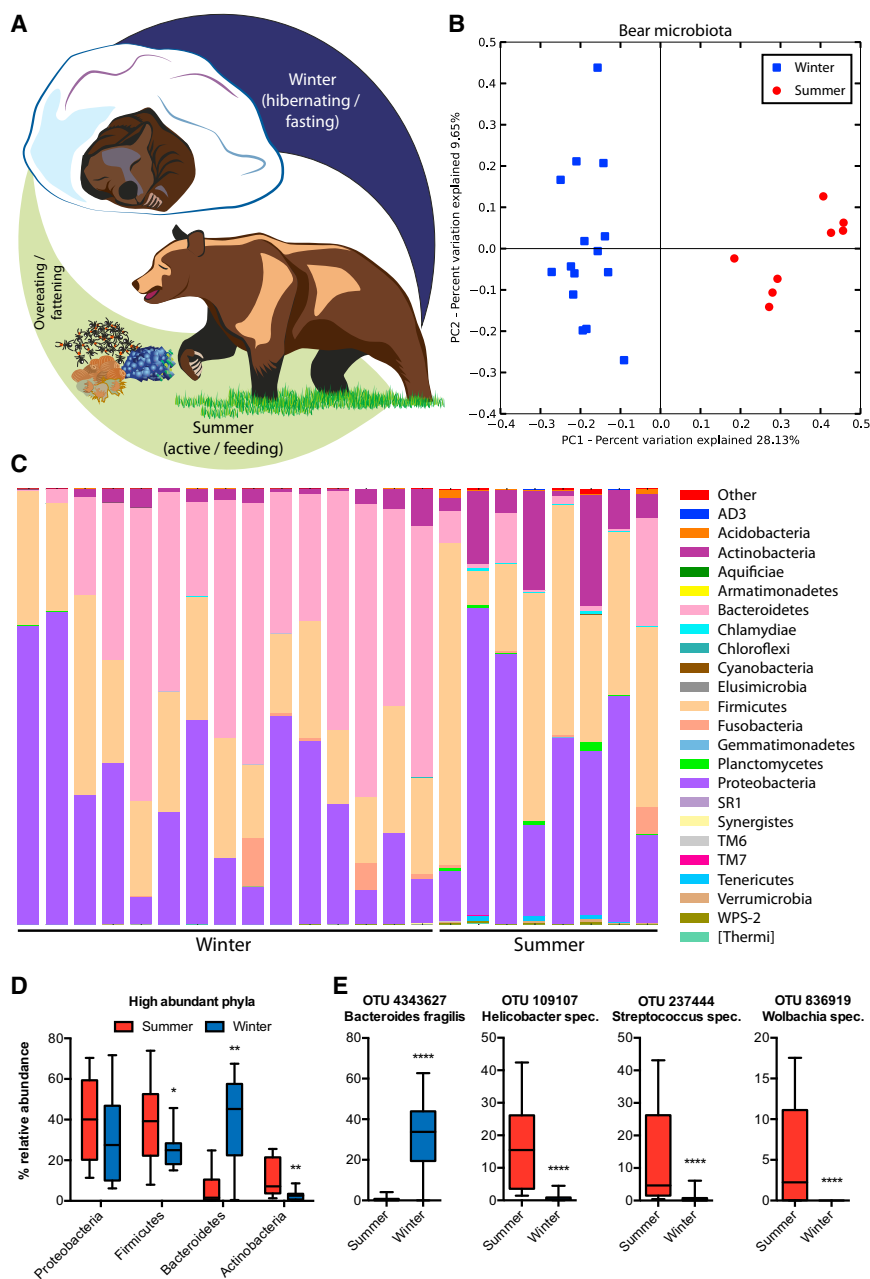 A
Winter
(hibernating /
fasting)
Overeating /
fattening
Summer
(active / feeding)
B
Bear microbiota
Winter
Summer
0.5
0.4
0.3
0.2
0.1
0.0
−0.1
−0.2
−0.3
−0.4
−0.4 −0.3 −0.2 −0.1 0.0 0.1 0.2 0.3 0.4 0.5
PC2 - Percent variation explained 9.65%
PC1 - Percent variation explained 28.13%
C
Other
AD3
Acidobacteria
Actinobacteria
Aquificiae
Armatimonadetes
Bacteroidetes
Chlamydiae
Chloroflexi
Cyanobacteria
Elusimicrobia
Firmicutes
Fusobacteria
Gemmatimonadetes
Planctomycetes
Proteobacteria
SR1
Synergistes
TM6
TM7
Tenericutes
Verrumicrobia
WPS-2
[Thermi]
Winter
Summer
D
High abundant phyla
Summer Winter
% relative abundance
80
60
40
20
0
*
**
**
Proteobacteria
Firmicutes
Bacteroidetes
Actinobacteria
E
OTU 4343627
Bacteroides fragilis
80
60
40
20
0
****
Summer
Winter
OTU 109107
Helicobacter spec.
50
40
30
20
10
0
****
Summer
Winter
OTU 237444
Streptococcus spec.
50
40
30
20
10
0
****
Summer
Winter
OTU 836919
Wolbachia spec.
20
15
10
5
0
****
Summer
Winter